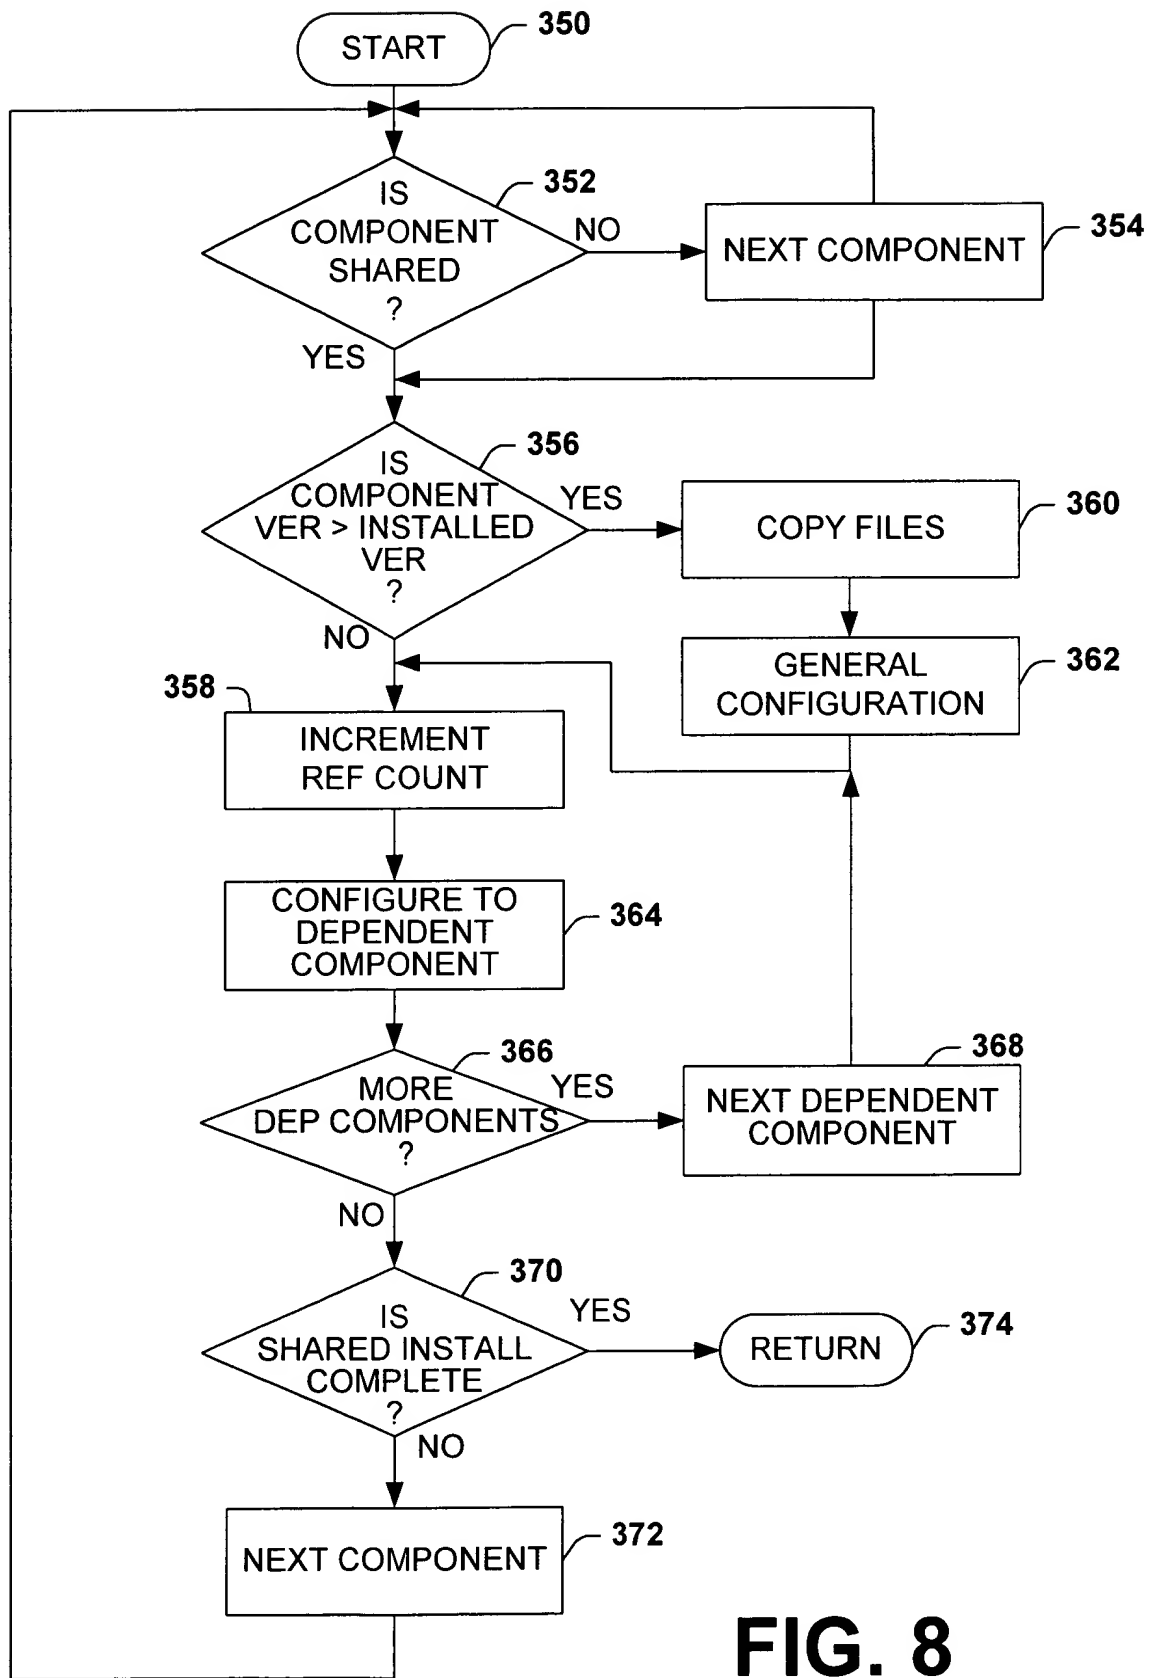 START
350
IS
COMPONENT
SHARED
?
352
NO
NEXT COMPONENT
354
YES
IS
COMPONENT
VER > INSTALLED
VER
?
356
YES
COPY FILES
360
NO
GENERAL
CONFIGURATION
362
358
INCREMENT
REF COUNT
CONFIGURE TO
DEPENDENT
COMPONENT
364
MORE
DEP COMPONENTS
?
366
YES
NEXT DEPENDENT
COMPONENT
368
NO
IS
SHARED INSTALL
COMPLETE
?
370
YES
RETURN
374
NO
NEXT COMPONENT
372
FIG. 8